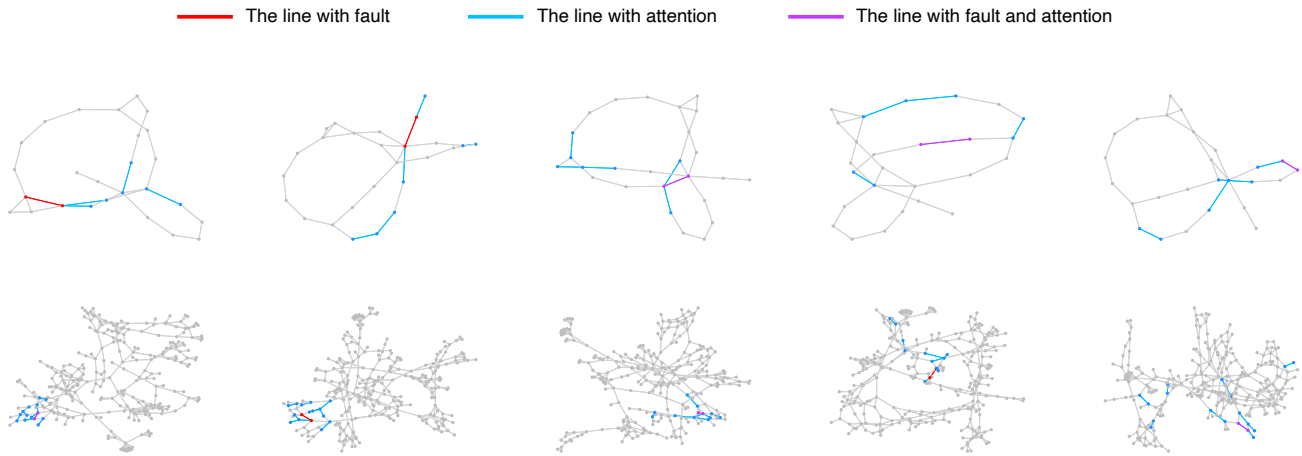 The line with fault
The line with attention
The line with fault and attention